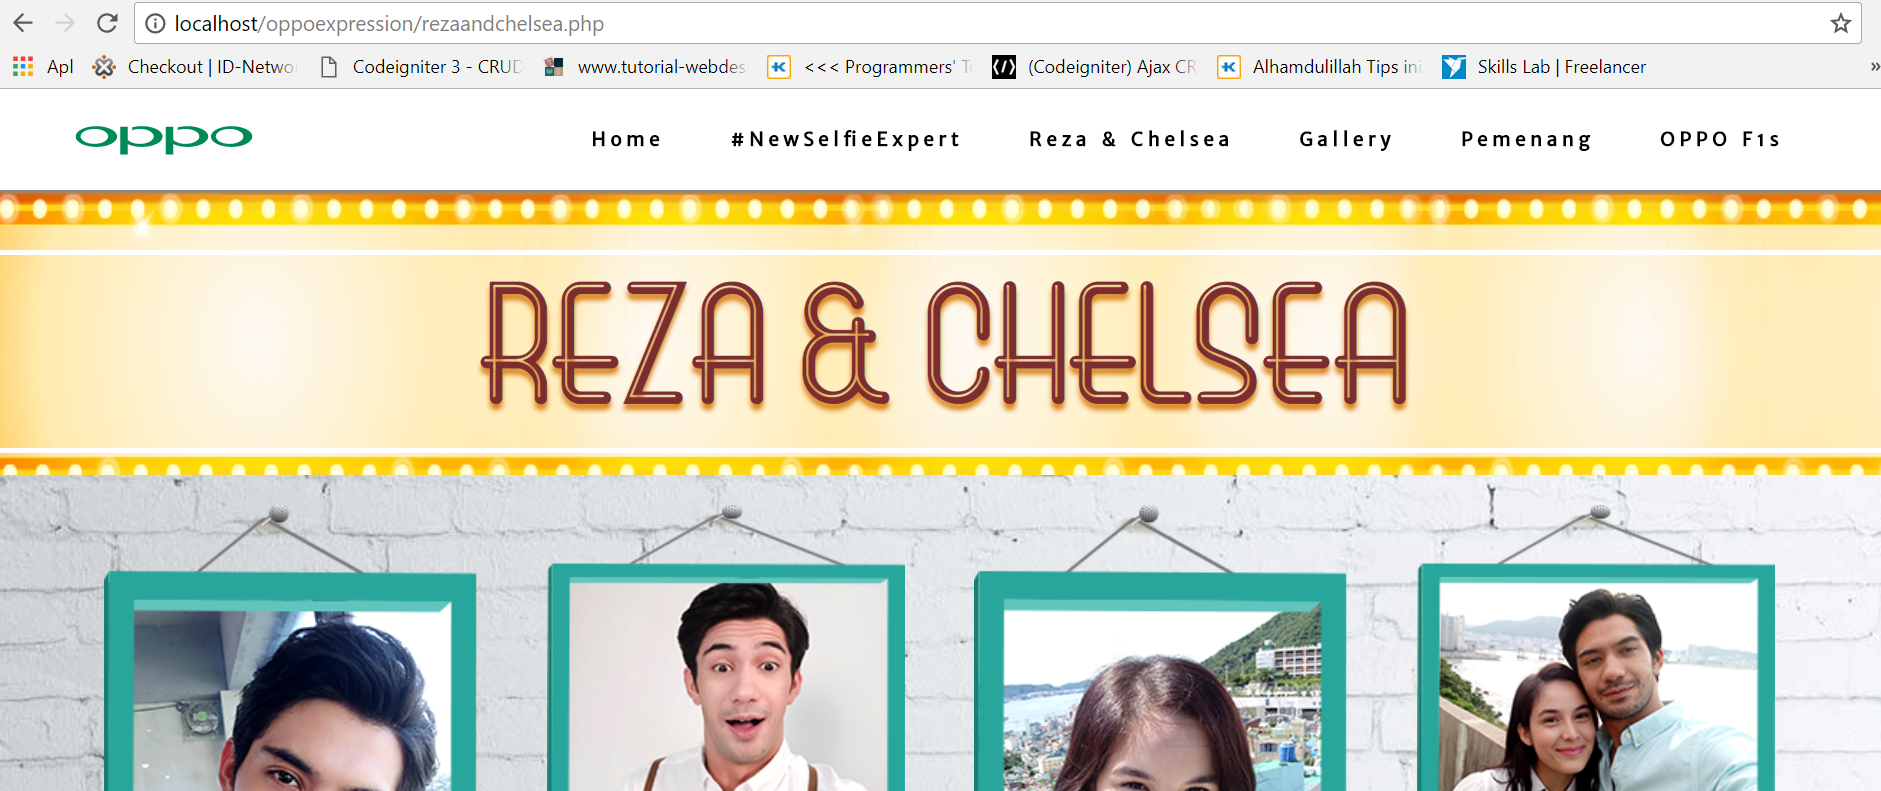 localhost/oppoexpression/rezaandchelsea.php
Apl Checkout | ID-Netwo Codeigniter 3 - CRUD www.tutorial-webdes <<< Programmers' T (Codeigniter) Ajax CR Alhamdulillah Tips ini Skills Lab | Freelancer »
oppo Home #NewSelfieExpert Reza & Chelsea Gallery Pemenang OPPO F1s
REZA & CHELSEA